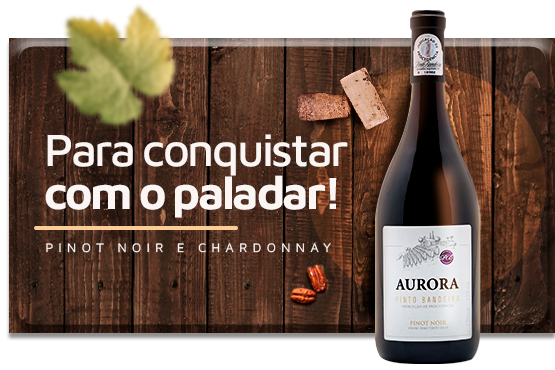 Para conquistar
com o paladar!
PINOT NOIR E CHARDONNAY
AURORA
PINTO BANDEIRA
PINOT NOIR